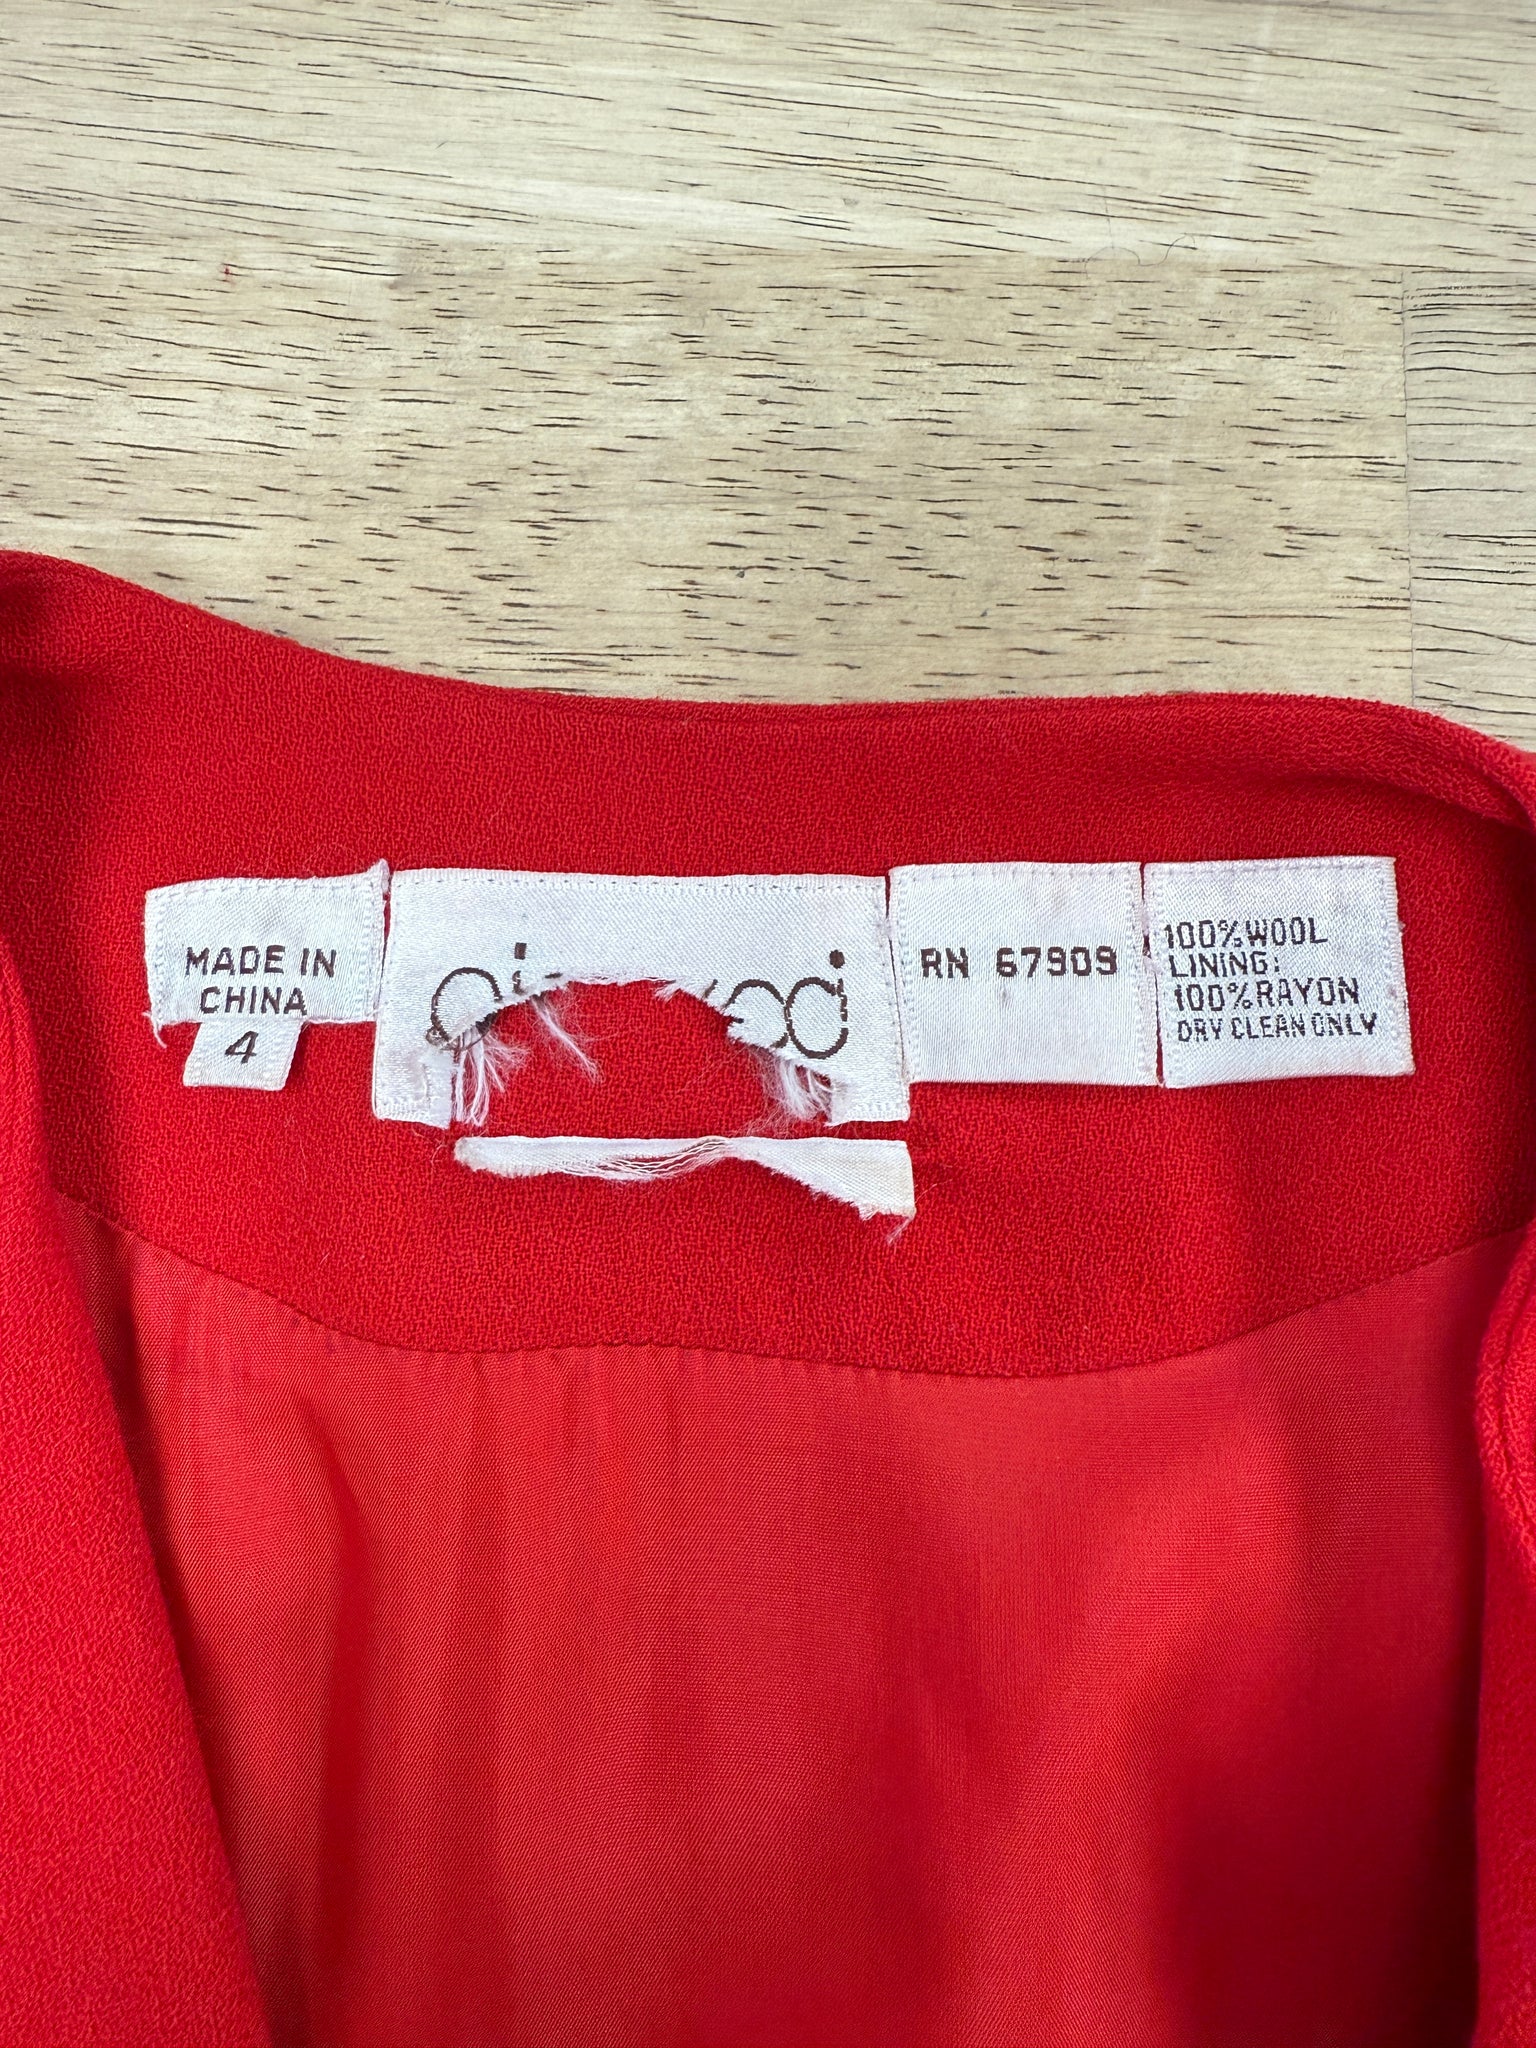 MADE IN
CHINA
4
RN 67909
100%WOOL
LINING:
100%RAYON
DRY CLEAN ONLY